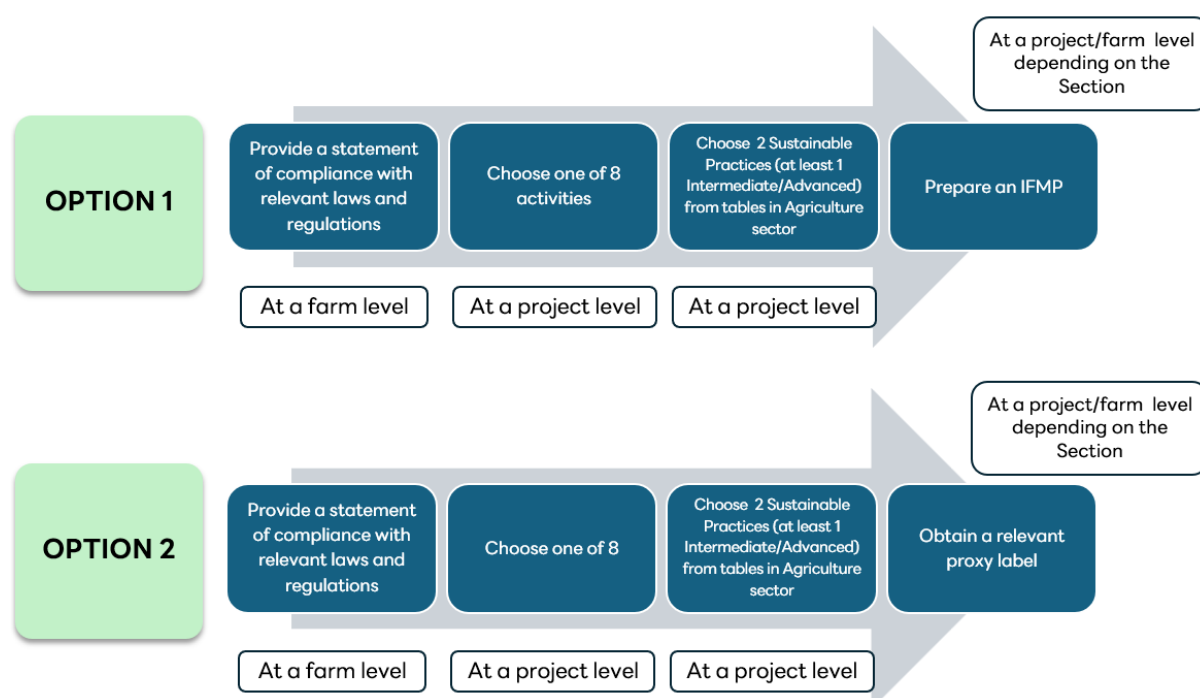 At a project/farm level
depending on the
Section
OPTION 1
Provide a statement
of compliance with
relevant laws and
regulations
Choose one of 8
activities
Choose 2 Sustainable
Practices (at least 1
Intermediate/Advanced)
from tables in Agriculture
sector
Prepare an IFMP
At a farm level
At a project level
At a project level
At a project/farm level
depending on the
Section
OPTION 2
Provide a statement
of compliance with
relevant laws and
regulations
Choose one of 8
Choose 2 Sustainable
Practices (at least 1
Intermediate/Advanced)
from tables in Agriculture
sector
Obtain a relevant
proxy label
At a farm level
At a project level
At a project level